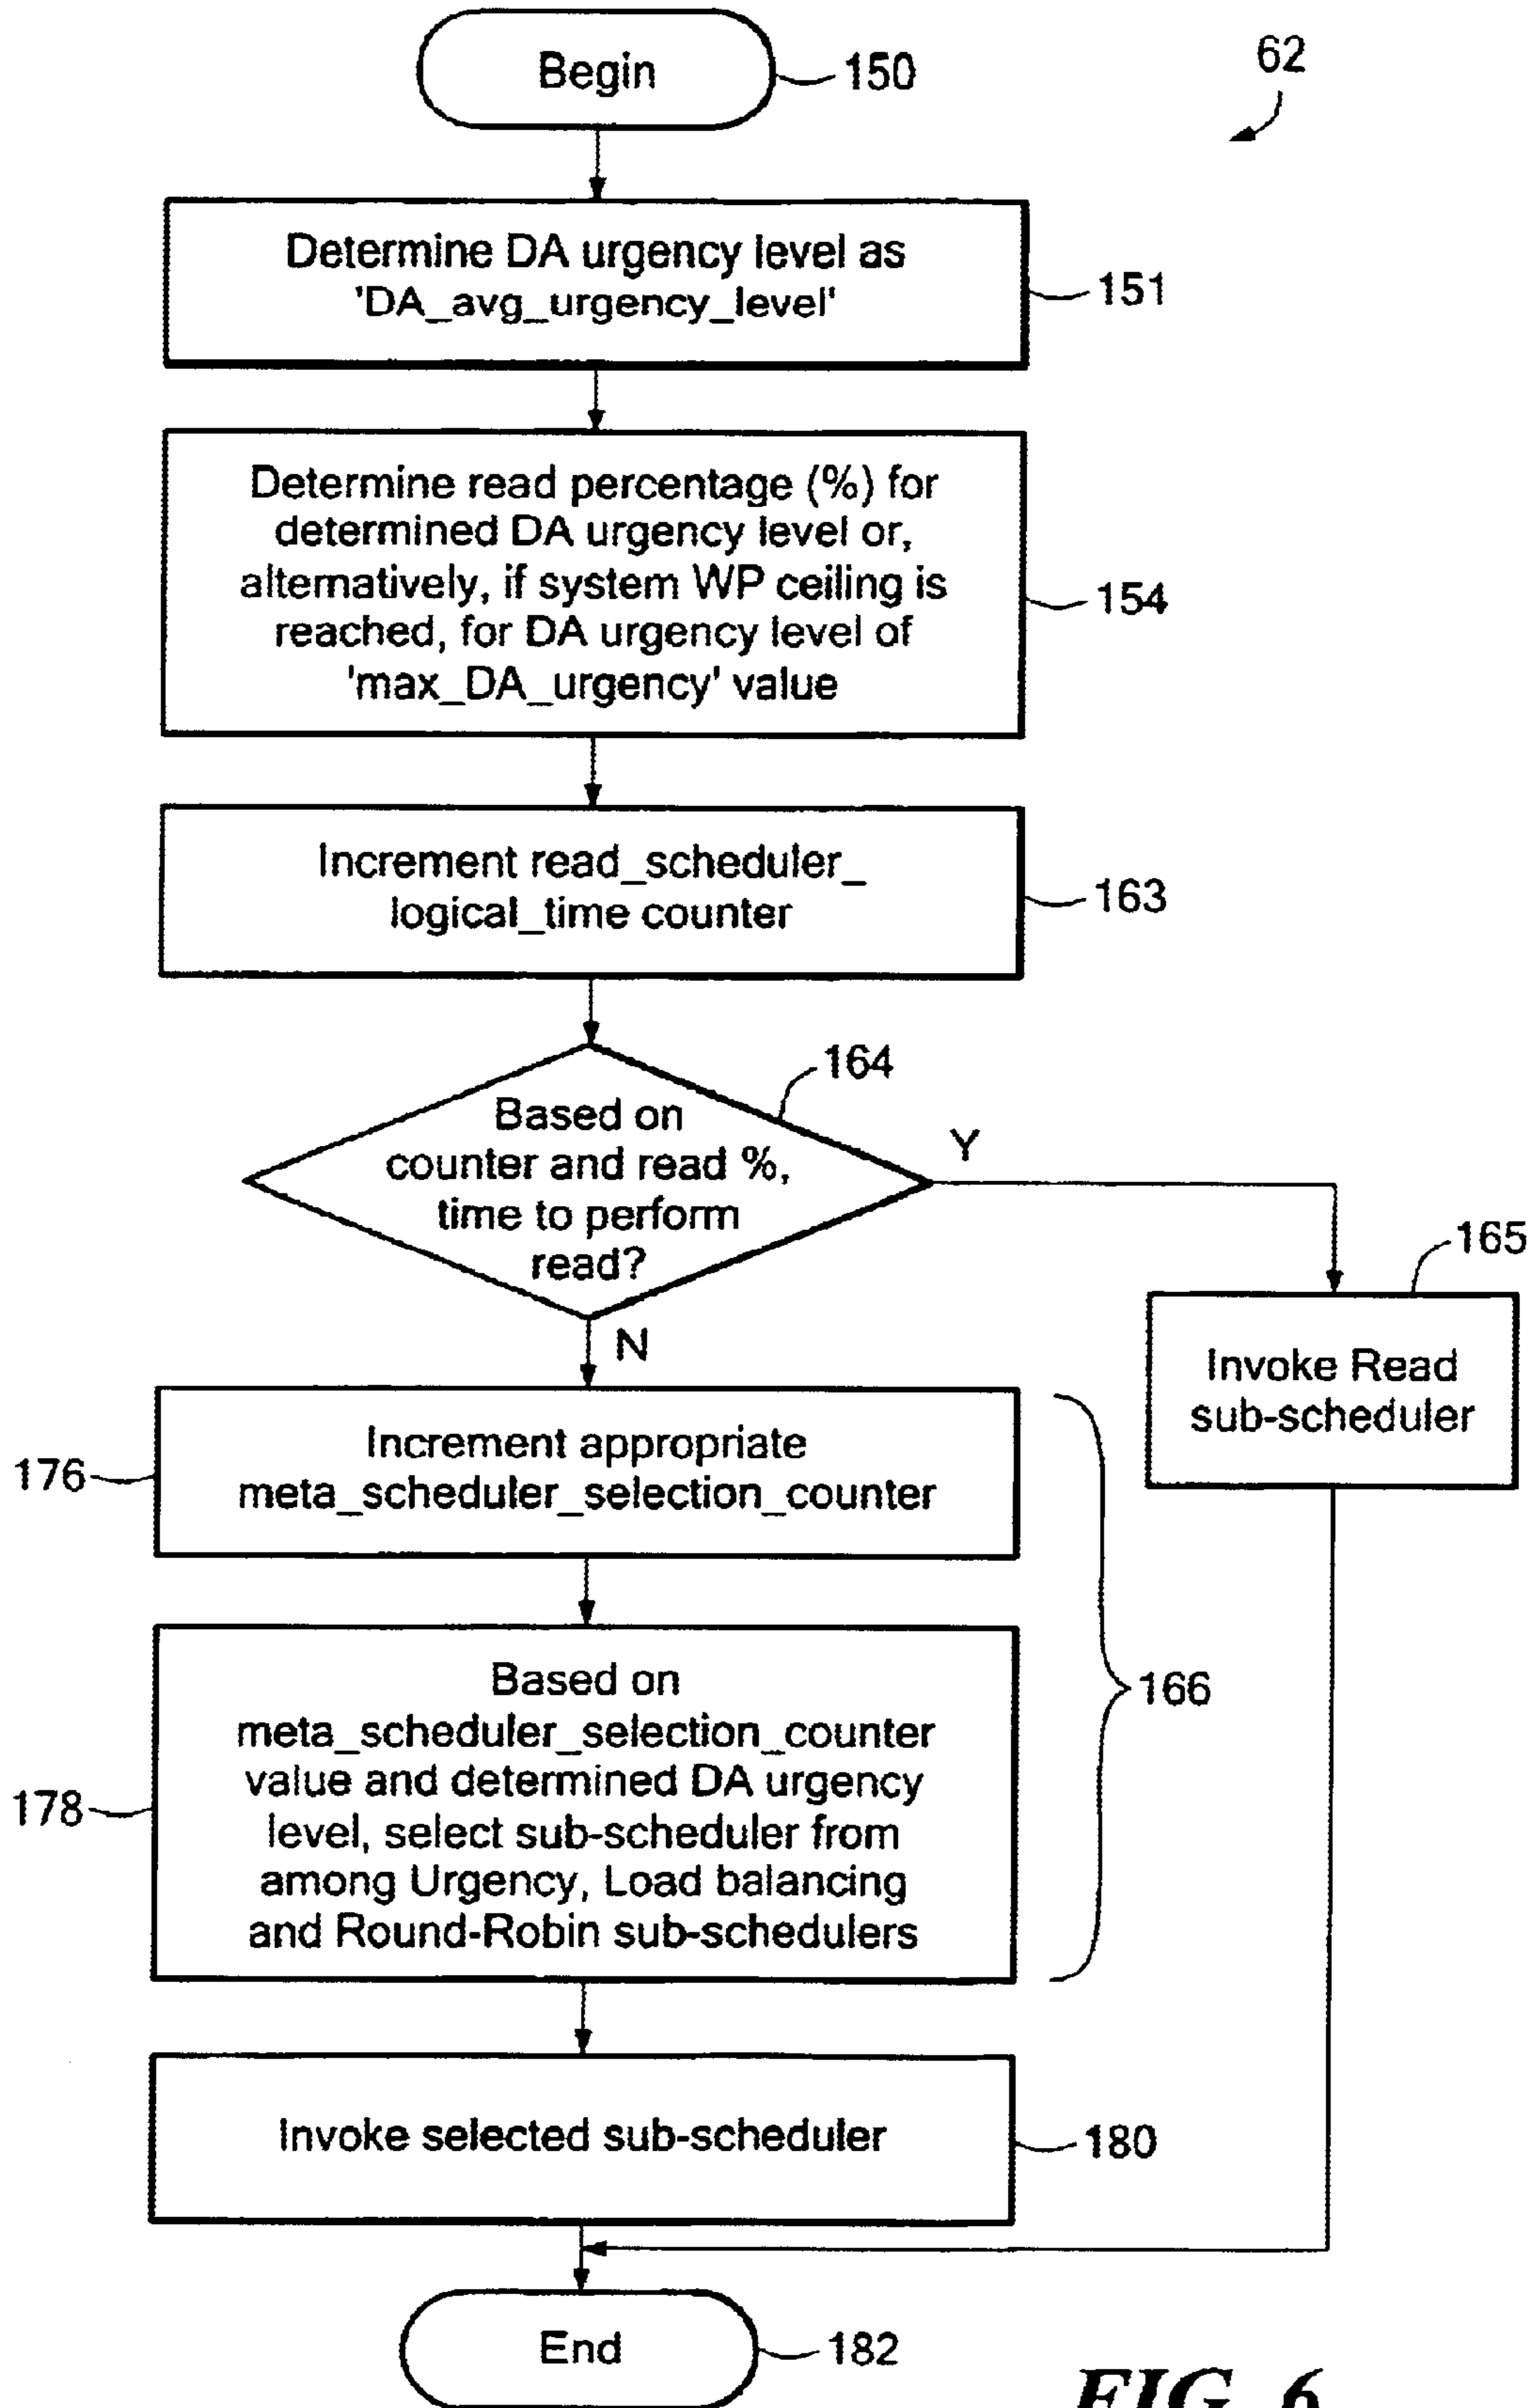 Begin
150
62
Determine DA urgency level as
'DA_avg_urgency_level'
151
Determine read percentage (%) for
determined DA urgency level or,
alternatively, if system WP ceiling is
reached, for DA urgency level of
'max_DA_urgency' value
154
Increment read_scheduler_
logical_time counter
163
164
Based on
counter and read %,
time to perform
read?
Y
N
165
Invoke Read
sub-scheduler
Increment appropriate
meta_scheduler_selection_counter
176
Based on
meta_scheduler_selection_counter
value and determined DA urgency
level, select sub-scheduler from
among Urgency, Load balancing
and Round-Robin sub-schedulers
178
166
Invoke selected sub-scheduler
180
End
182
FIG. 6